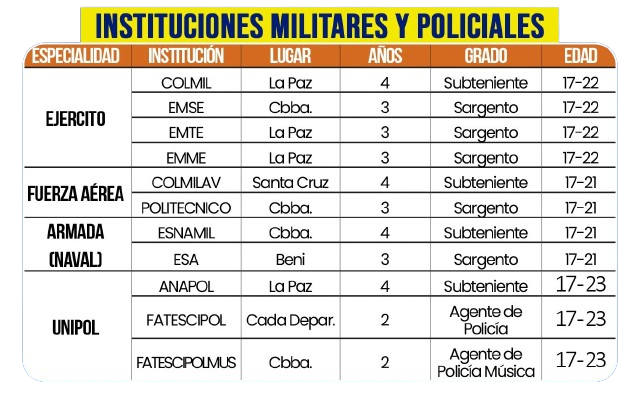 INSTITUCIONES MILITARES Y POLICIALES
ESPECIALIDAD INSTITUCIÓN LUGAR AÑOS GRADO EDAD
EJERCITO
COLMIL La Paz 4 Subteniente 17-22
EMSE Cbba. 3 Sargento 17-22
EMTE La Paz 3 Sargento 17-22
EMME La Paz 3 Sargento 17-22
FUERZA AÉREA
COLMILAV Santa Cruz 4 Subteniente 17-21
POLITECNICO Cbba. 3 Sargento 17-21
ARMADA
(NAVAL)
ESNAMIL Cbba. 4 Subteniente 17-21
ESA Beni 3 Sargento 17-21
UNIPOL
ANAPOL La Paz 4 Subteniente 17-23
FATESCIPOL Cada Depar. 2 Agente de
Policía 17-23
FATESCIPOLMUS Cbba. 2 Agente de
Policía Música 17-23